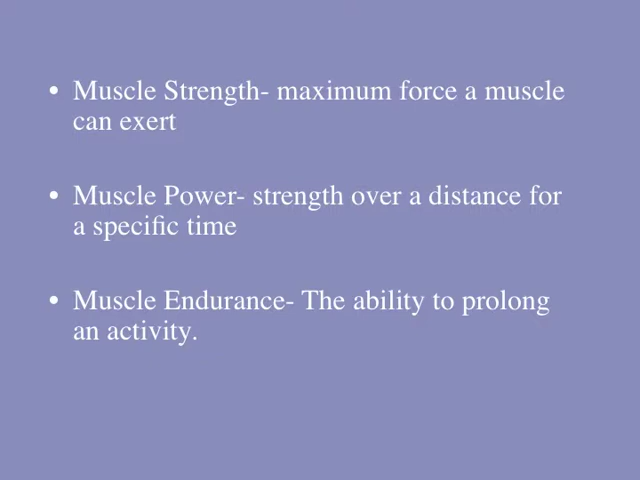 • Muscle Strength- maximum force a muscle
can exert
• Muscle Power- strength over a distance for
a specific time
• Muscle Endurance- The ability to prolong
an activity.